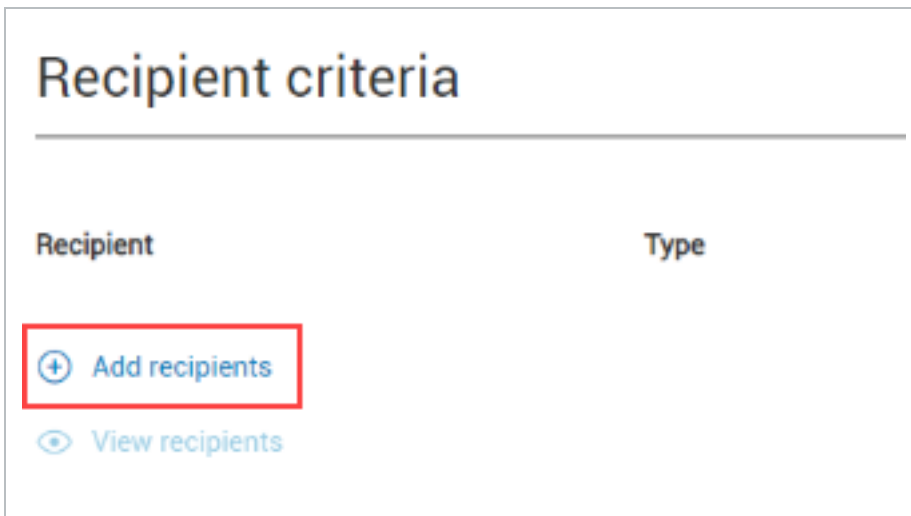 Recipient criteria
Recipient Type
Add recipients
View recipients